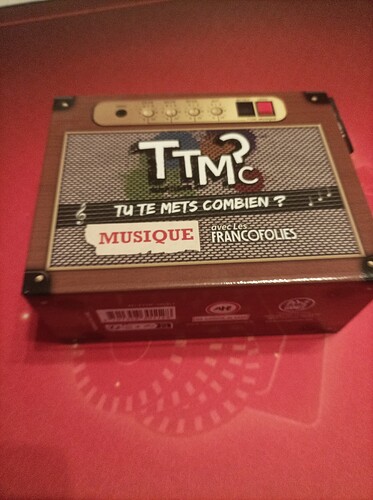 TTMC?
TU TE METS COMBIEN ?
MUSIQUE
avec Les
FRANCOFOLIES